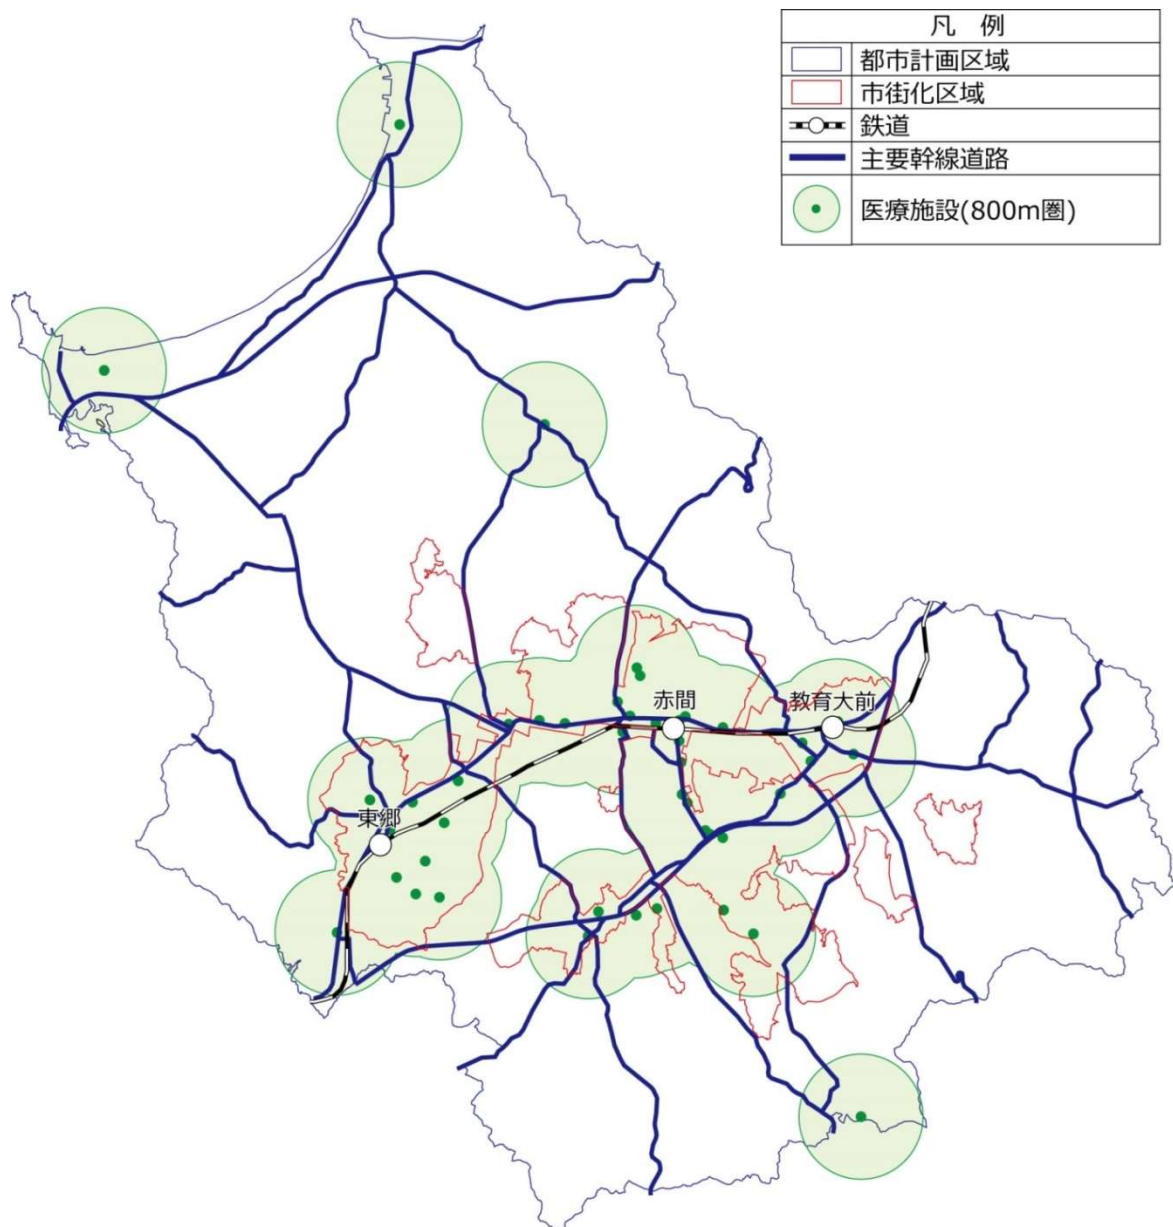 凡 例
都市計画区域
市街化区域
鉄道
主要幹線道路
医療施設(800m圏)
赤間
教育大前
東郷